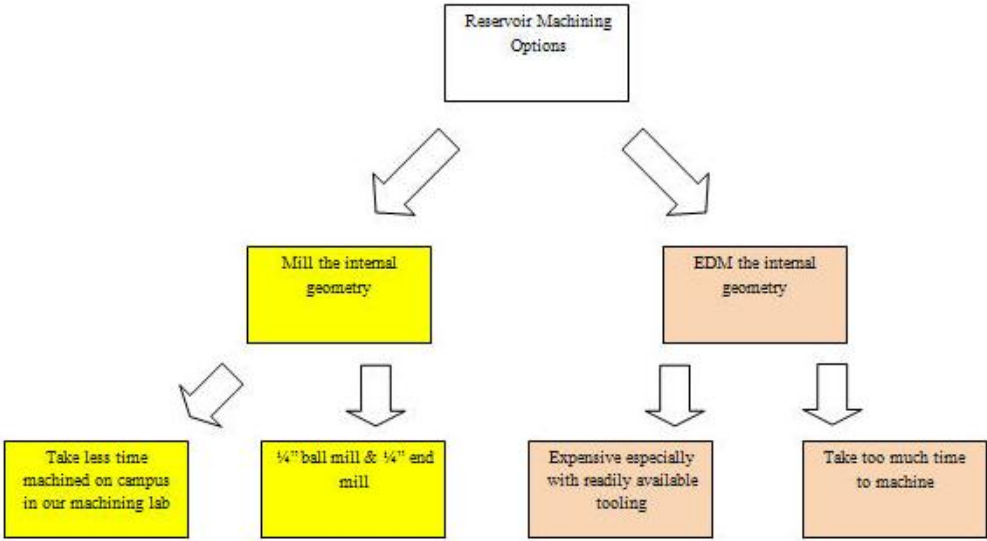 Reservoir Machining
Options
Mill the internal
geometry
EDM the internal
geometry
Take less time
machined on campus
in our machining lab
¼” ball mill & ¼” end
mill
Expensive especially
with readily available
tooling
Take too much time
to machine